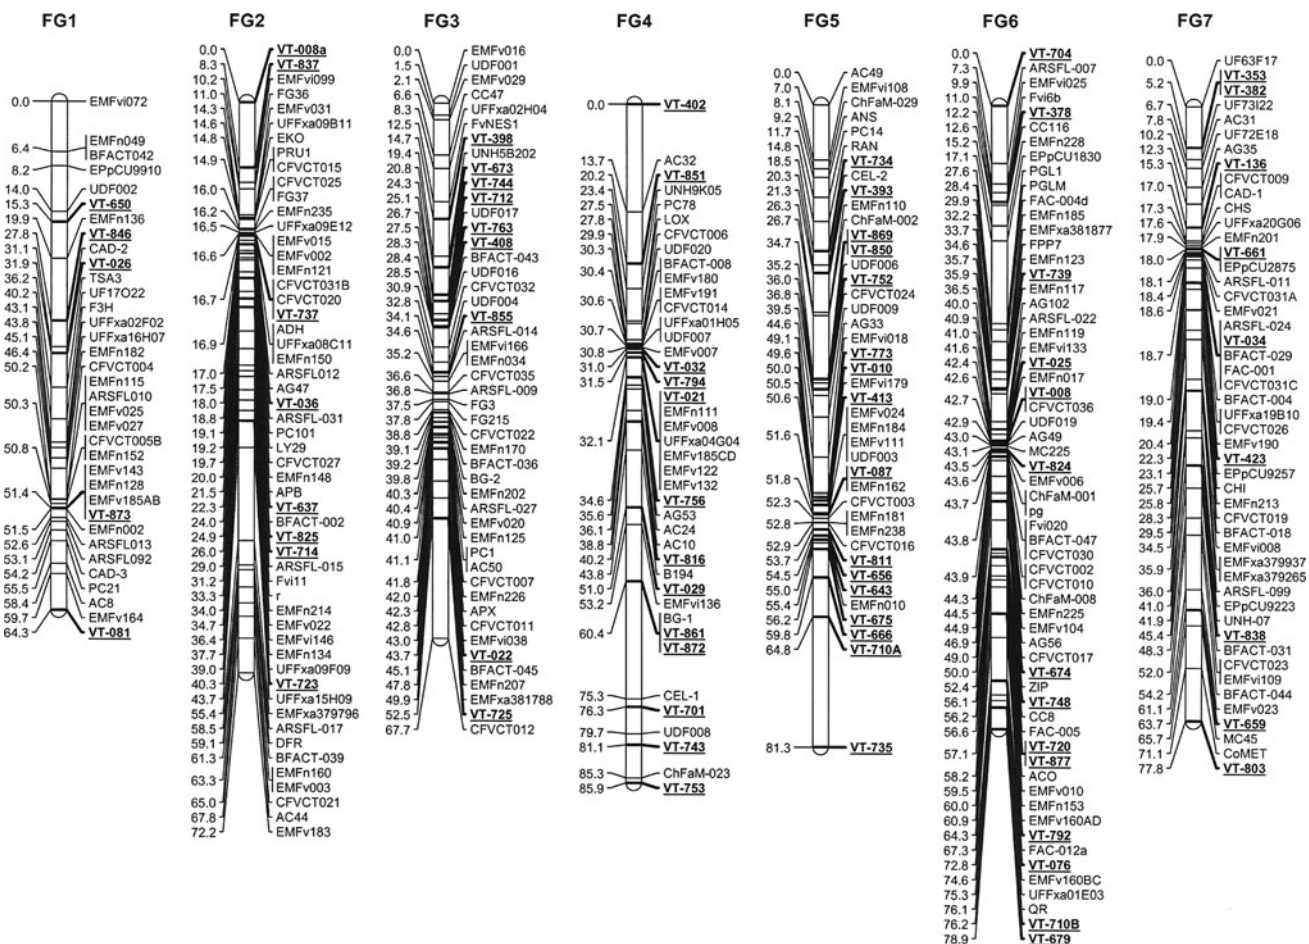 FG1
0.0 EMFvi072
EMFn049
6.4 BFACT042
8.2 EPpCU9910
14.0 UDF002
15.3 VT-650
19.9 EMFn136
27.8 VT-846
31.1 CAD-2
31.9 VT-026
36.2 TSA3
40.2 UF17O22
43.1 F3H
43.8 UFFxa02F02
45.1 UFFxa16H07
46.4 EMFn182
50.2 CFVCT004
EMFn115
50.3 ARSFL010
EMFv025
EMFv027
50.8 CFVCT005B
EMFn152
EMFv143
EMFn128
51.4 EMFv185AB
VT-873
51.5 EMFn002
52.6 ARSFL013
53.1 ARSFL092
54.2 CAD-3
55.5 PC21
58.4 AC8
59.7 EMFv164
64.3 VT-081
FG2
0.0 VT-008a
8.3 VT-837
10.2 EMFvi099
11.0 FG36
14.3 EMFv031
14.6 UFFxa09B11
14.8 EKO
14.9 PRU1
CFVCT015
16.0 CFVCT025
FG37
16.2 EMFn235
16.5 UFFxa09E12
EMFv015
16.6 EMFv002
EMFn121
CFVCT031B
16.7 CFVCT020
VT-737
ADH
16.9 UFFxa08C11
EMFn150
17.0 ARSFL012
17.5 AG47
18.0 VT-036
18.8 ARSFL-031
19.1 PC101
19.2 LY29
19.7 CFVCT027
20.0 EMFn148
21.5 APB
22.3 VT-637
24.0 BFACT-002
24.9 VT-825
26.0 VT-714
29.0 ARSFL-015
31.2 Fvi11
33.3 r
34.0 EMFn214
34.7 EMFv022
36.4 EMFvi146
37.7 EMFn134
39.0 UFFxa09F09
40.3 VT-723
43.7 UFFxa15H09
55.4 EMFxa379796
58.5 ARSFL-017
59.1 DFR
61.3 BFACT-039
63.3 EMFn160
EMFv003
65.0 CFVCT021
67.8 AC44
72.2 EMFv183
FG3
0.0 EMFv016
1.5 UDF001
2.1 EMFv029
6.6 CC47
8.3 UFFxa02H04
12.5 FvNES1
14.7 VT-398
19.4 UNH5B202
20.8 VT-673
24.3 VT-744
25.1 VT-712
26.7 UDF017
27.5 VT-763
28.3 VT-408
28.4 BFACT-043
28.5 UDF016
30.9 CFVCT032
32.8 UDF004
34.1 VT-855
34.6 ARSFL-014
35.2 EMFvi166
EMFn034
36.6 CFVCT035
36.8 ARSFL-009
37.5 FG3
37.8 FG215
38.8 CFVCT022
39.1 EMFn170
39.2 BFACT-036
39.8 BG-2
40.3 EMFn202
40.4 ARSFL-027
40.9 EMFv020
41.0 EMFn125
41.1 PC1
AC50
41.8 CFVCT007
42.0 EMFn226
42.3 APX
42.8 CFVCT011
43.0 EMFvi038
43.7 VT-022
45.1 BFACT-045
47.8 EMFn207
49.9 EMFxa381788
52.5 VT-725
67.7 CFVCT012
FG4
0.0 VT-402
13.7 AC32
20.2 VT-851
23.4 UNH9K05
27.5 PC78
27.8 LOX
29.9 CFVCT006
30.3 UDF020
30.4 BFACT-008
EMFv180
30.6 EMFv191
CFVCT014
30.7 UFFxa01H05
UDF007
30.8 EMFv007
31.0 VT-032
31.5 VT-794
VT-021
EMFn111
EMFv008
32.1 UFFxa04G04
EMFv185CD
EMFv122
EMFv132
34.6 VT-756
35.6 AG53
36.1 AC24
38.8 AC10
40.2 VT-816
43.8 B194
51.0 VT-029
53.2 EMFvi136
BG-1
60.4 VT-861
VT-872
75.3 CEL-1
76.3 VT-701
79.7 UDF008
81.1 VT-743
85.3 ChFaM-023
85.9 VT-753
FG5
0.0 AC49
7.0 EMFvi108
8.1 ChFaM-029
9.2 ANS
11.7 PC14
14.8 RAN
18.5 VT-734
20.3 CEL-2
21.3 VT-393
26.3 EMFn110
26.7 ChFaM-002
34.7 VT-869
VT-850
35.2 UDF006
36.0 VT-752
36.8 CFVCT024
39.5 UDF009
44.6 AG33
49.1 EMFvi018
49.6 VT-773
50.0 VT-010
50.5 EMFvi179
50.6 VT-413
EMFv024
51.6 EMFn184
EMFv111
UDF003
51.8 VT-087
EMFn162
52.3 CFVCT003
52.8 EMFn181
EMFn238
52.9 CFVCT016
53.7 VT-811
54.5 VT-656
55.0 VT-643
55.4 EMFn010
56.2 VT-675
59.8 VT-666
64.8 VT-710A
81.3 VT-735
FG6
0.0 VT-704
7.3 ARSFL-007
9.9 EMFvi025
11.0 Fvi6b
12.2 VT-378
12.6 CC116
15.2 EMFn228
17.1 EPpCU1830
27.6 PGL1
28.4 PGLM
29.9 FAC-004d
32.2 EMFn185
33.7 EMFxa381877
34.6 FPP7
35.7 EMFn123
35.9 VT-739
36.5 EMFn117
40.0 AG102
40.9 ARSFL-022
41.0 EMFn119
41.6 EMFvi133
42.4 VT-025
42.6 EMFn017
42.7 VT-008
CFVCT036
42.9 UDF019
43.0 AG49
43.1 MC225
43.5 VT-824
43.6 EMFv006
43.7 ChFaM-001
pg
Fvi020
43.8 BFACT-047
CFVCT030
43.9 CFVCT002
CFVCT010
44.3 ChFaM-008
44.5 EMFn225
44.9 EMFv104
46.9 AG56
49.0 CFVCT017
50.0 VT-674
52.4 ZIP
56.1 VT-748
56.2 CC8
56.6 FAC-005
57.1 VT-720
VT-877
58.2 ACO
59.5 EMFv010
60.0 EMFn153
60.9 EMFv160AD
64.3 VT-792
67.3 FAC-012a
72.8 VT-076
74.6 EMFv160BC
75.3 UFFxa01E03
76.1 QR
76.2 VT-710B
78.9 VT-679
FG7
0.0 UF63F17
5.2 VT-353
VT-382
6.7 UF73I22
7.8 AC31
10.2 UF72E18
12.3 AG35
15.3 VT-136
17.0 CFVCT009
CAD-1
17.3 CHS
17.6 UFFxa20G06
17.9 EMFn201
18.0 VT-661
EPpCU2875
18.1 ARSFL-011
18.4 CFVCT031A
18.6 EMFv021
ARSFL-024
VT-034
18.7 BFACT-029
FAC-001
CFVCT031C
19.0 BFACT-004
19.4 UFFxa19B10
CFVCT026
20.4 EMFv190
22.3 VT-423
23.1 EPpCU9257
25.7 CHI
25.8 EMFn213
28.3 CFVCT019
29.5 BFACT-018
34.5 EMFvi008
35.9 EMFxa379937
EMFxa379265
36.0 ARSFL-099
41.0 EPpCU9223
41.9 UNH-07
45.4 VT-838
48.3 BFACT-031
52.0 CFVCT023
EMFvi109
54.2 BFACT-044
61.1 EMFv023
63.7 VT-659
65.7 MC45
71.1 CoMET
77.8 VT-803